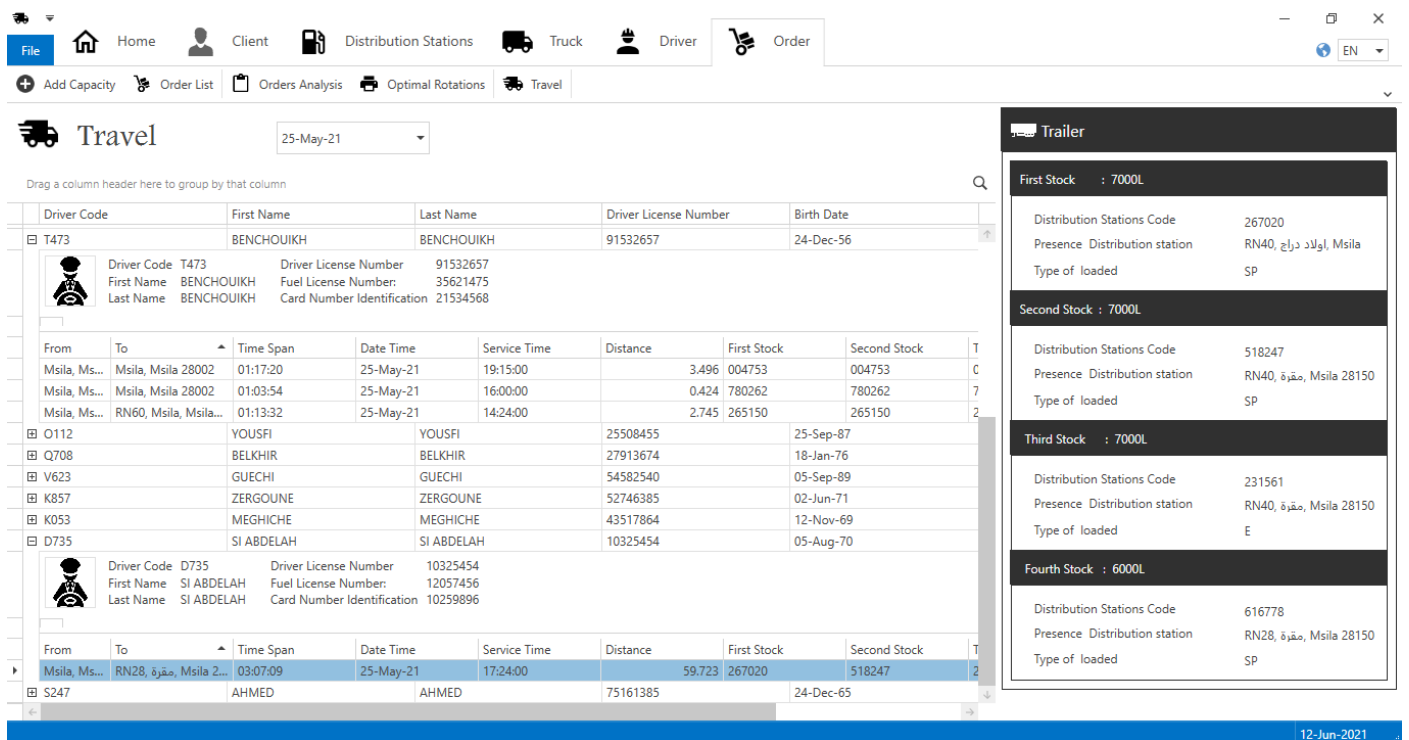 Home Client Distribution Stations Truck Driver Order
File EN
Add Capacity Order List Orders Analysis Optimal Rotations Travel
Travel 25-May-21
Drag a column header here to group by that column
Driver Code First Name Last Name Driver License Number Birth Date
T473 BENCHOUIKH BENCHOUIKH 91532657 24-Dec-56
Driver Code T473 Driver License Number 91532657
First Name BENCHOUIKH Fuel License Number: 35621475
Last Name BENCHOUIKH Card Number Identification 21534568
From To Time Span Date Time Service Time Distance First Stock Second Stock T
Msila, Ms... Msila, Msila 28002 01:17:20 25-May-21 19:15:00 3.496 004753 004753
Msila, Ms... Msila, Msila 28002 01:03:54 25-May-21 16:00:00 0.424 780262 780262 7
Msila, Ms... RN60, Msila, Msila... 01:13:32 25-May-21 14:24:00 2.745 265150 265150 2
O112 YOUSFI YOUSFI 25508455 25-Sep-87
Q708 BELKHIR BELKHIR 27913674 18-Jan-76
V623 GUECHI GUECHI 54582540 05-Sep-89
K857 ZERGOUNE ZERGOUNE 52746385 02-Jun-71
K053 MEGHICHE MEGHICHE 43517864 12-Nov-69
D735 SI ABDELAH SI ABDELAH 10325454 05-Aug-70
Driver Code D735 Driver License Number 10325454
First Name SI ABDELAH Fuel License Number: 12057456
Last Name SI ABDELAH Card Number Identification 10259896
From To Time Span Date Time Service Time Distance First Stock Second Stock T
Msila, Ms... RN28, مقرة, Msila 2... 03:07:09 25-May-21 17:24:00 59.723 267020 518247 2
S247 AHMED AHMED 75161385 24-Dec-65
Trailer
First Stock : 7000L
Distribution Stations Code 267020
Presence Distribution station RN40, اولاد دراج, Msila
Type of loaded SP
Second Stock : 7000L
Distribution Stations Code 518247
Presence Distribution station RN40, مقرة, Msila 28150
Type of loaded SP
Third Stock : 7000L
Distribution Stations Code 231561
Presence Distribution station RN40, مقرة, Msila 28150
Type of loaded E
Fourth Stock : 6000L
Distribution Stations Code 616778
Presence Distribution station RN28, مقرة, Msila 28150
Type of loaded SP
12-Jun-2021